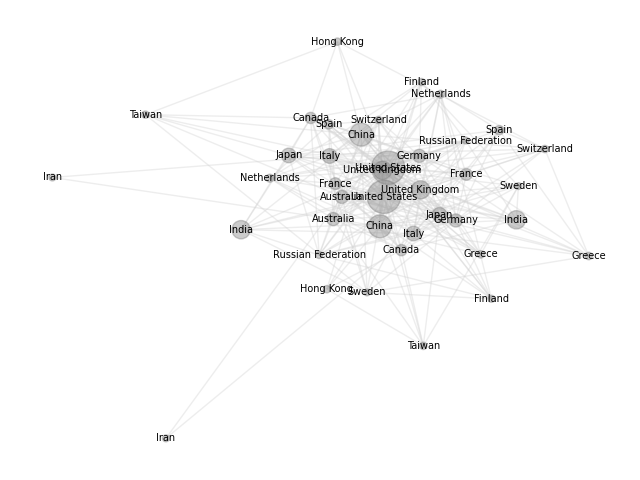 Hong Kong
Finland
Netherlands
Taiwan
Canada
Spain
Switzerland
Spain
China
Russian Federation
Switzerland
Japan
Italy
Germany
United States
United Kingdom
France
Iran
Netherlands
France
Sweden
United Kingdom
Australia
United States
Japan
Australia
Germany
India
China
India
Italy
Canada
Russian Federation
Greece
Greece
Hong Kong
Sweden
Finland
Taiwan
Iran